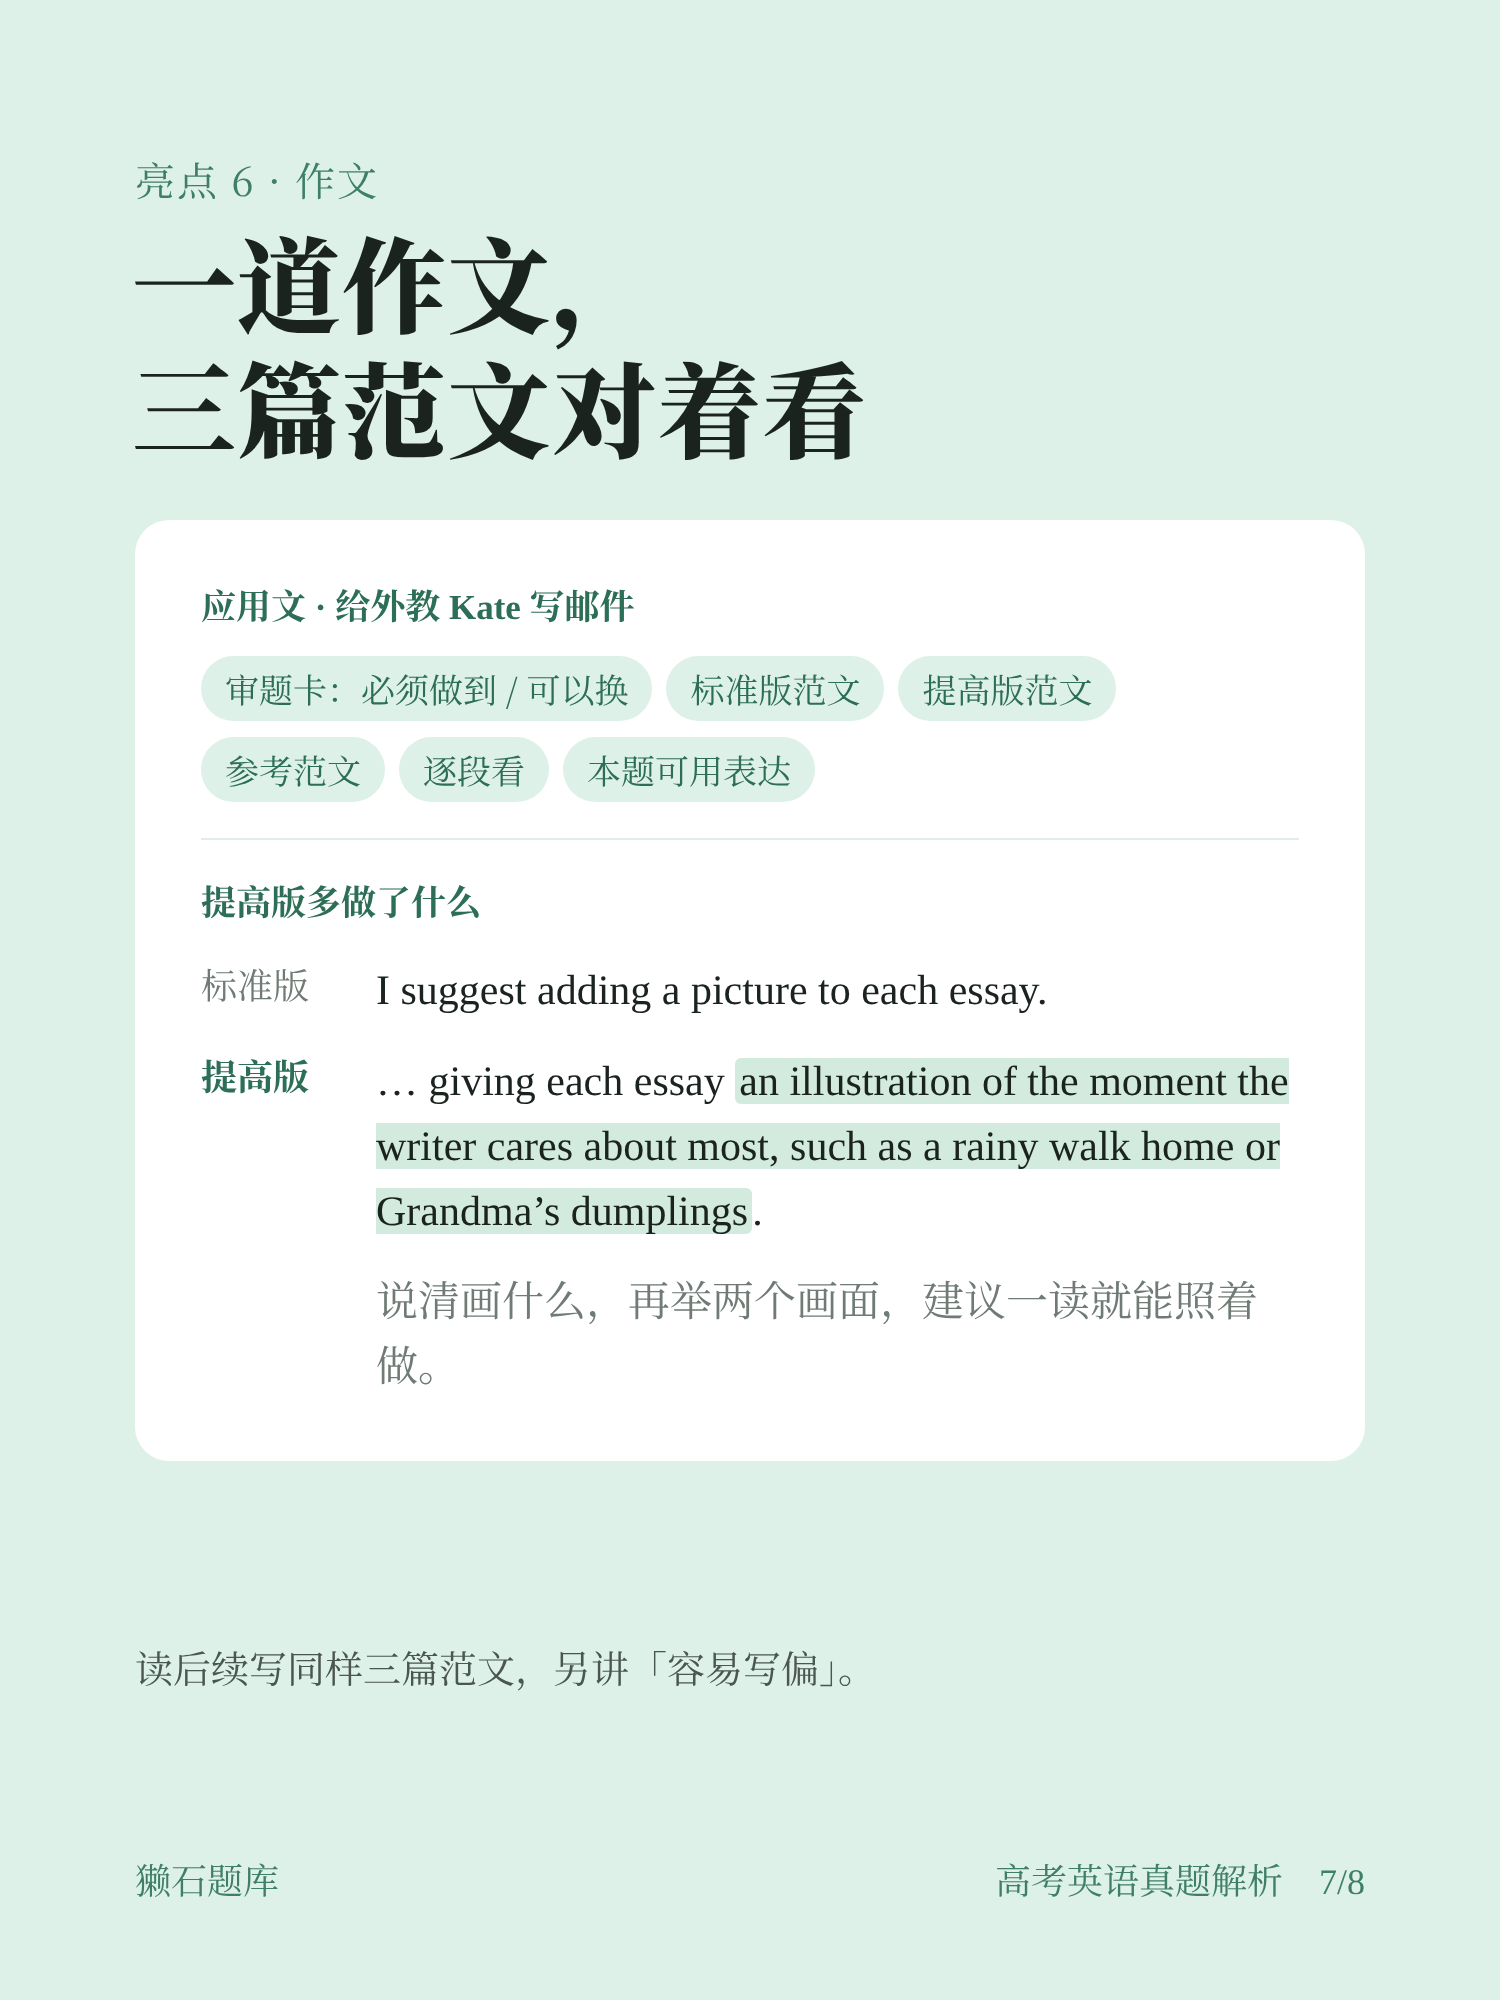 亮点 6 · 作文
一道作文，
三篇范文对着看
应用文 · 给外教 Kate 写邮件
审题卡：必须做到 / 可以换 标准版范文 提高版范文
参考范文 逐段看 本题可用表达
提高版多做了什么
标准版 I suggest adding a picture to each essay.
提高版 … giving each essay an illustration of the moment the
writer cares about most, such as a rainy walk home or
Grandma’s dumplings.
说清画什么，再举两个画面，建议一读就能照着
做。
读后续写同样三篇范文，另讲「容易写偏」。
獭石题库 高考英语真题解析 7/8